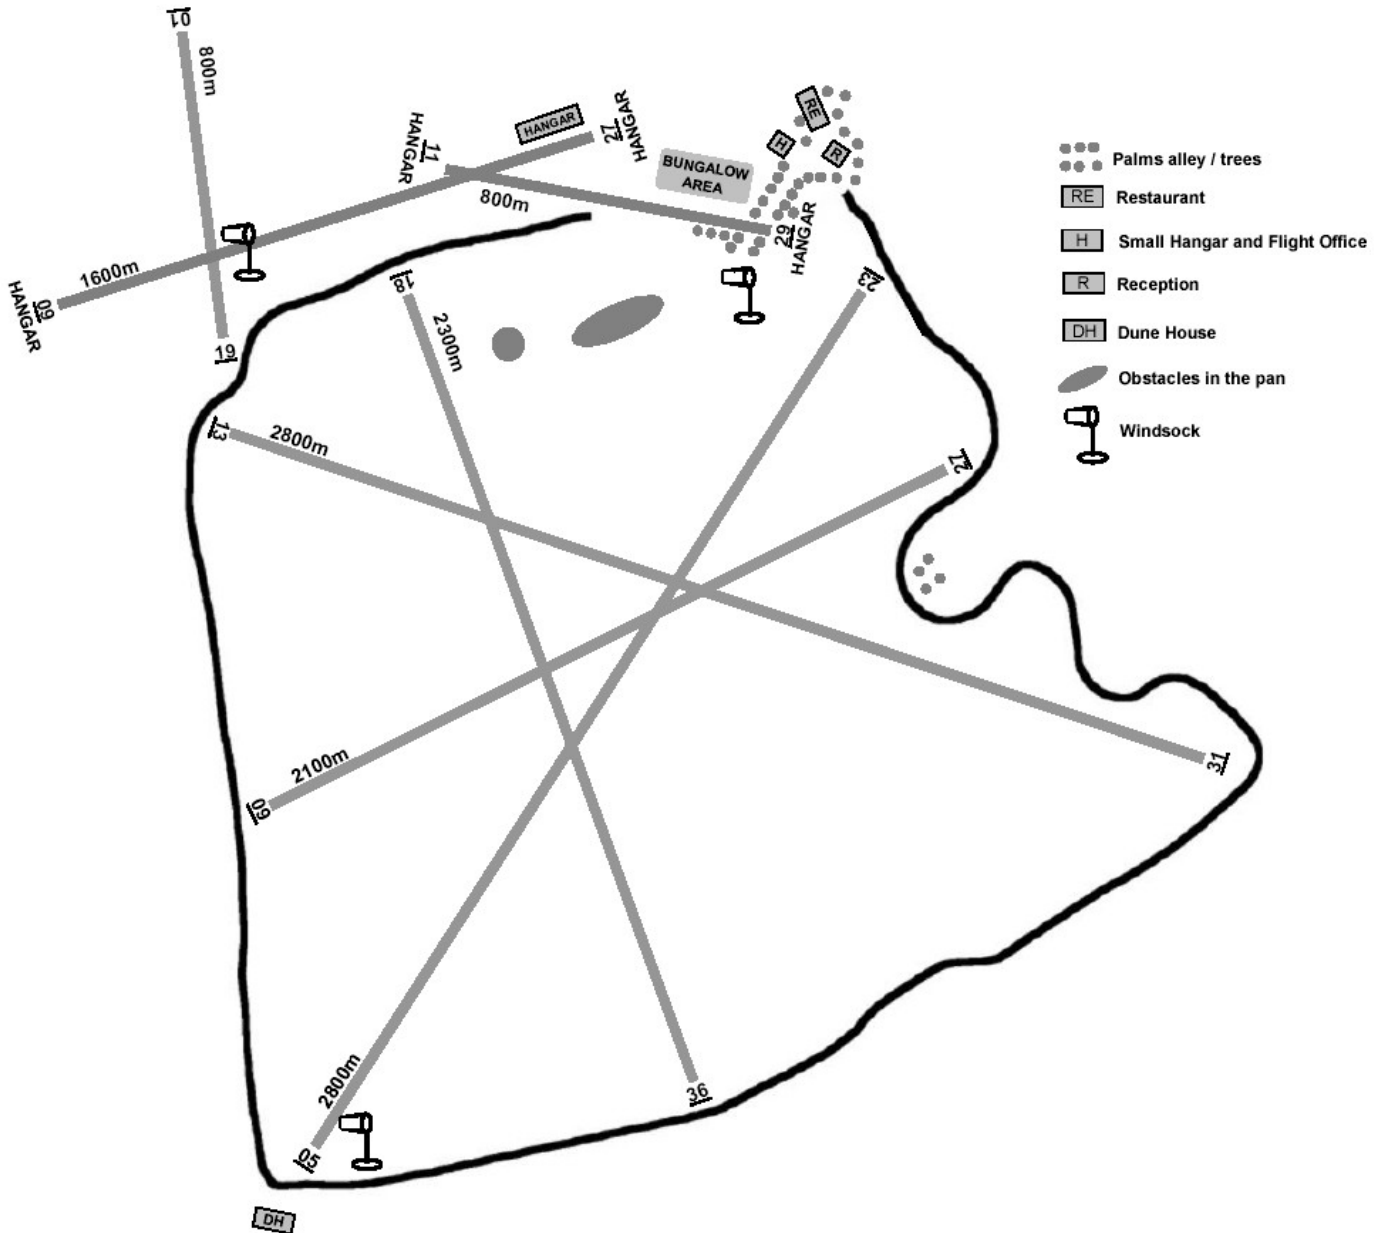 01
800m
HANGAR
11
HANGAR
27
HANGAR
RE
H
R
BUNGALOW
AREA
800m
29
HANGAR
1600m
09
HANGAR
19
18
2300m
23
13
2800m
27
31
2100m
09
2800m
05
36
DH
Palms alley / trees
RE Restaurant
H Small Hangar and Flight Office
R Reception
DH Dune House
Obstacles in the pan
Windsock